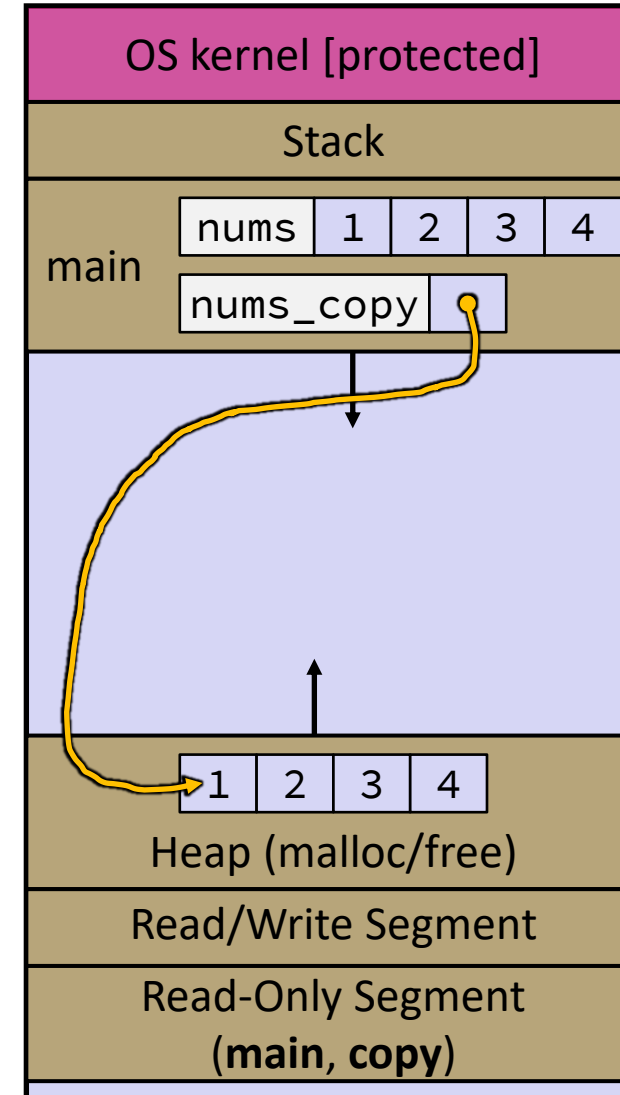 OS kernel [protected]
Stack
main
nums 1 2 3 4
nums_copy
1 2 3 4
Heap (malloc/free)
Read/Write Segment
Read-Only Segment
(main, copy)